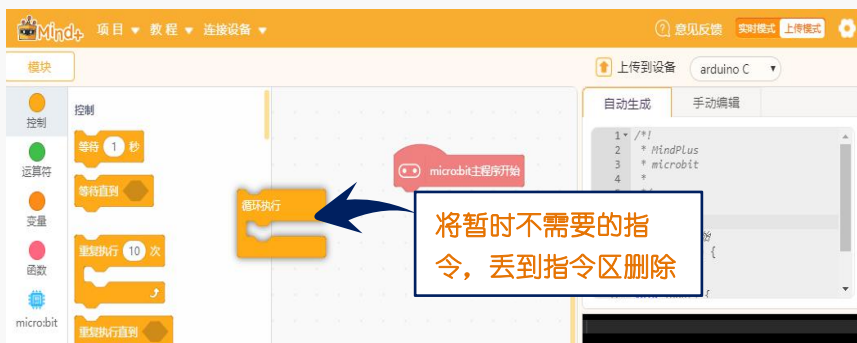 Mind+ 项目 教程 连接设备 意见反馈 实时模式 上传模式
模块 上传到设备 arduino C
自动生成 手动编辑
控制
运算符
变量
函数
micro:bit
控制
等待 1 秒
等待直到
重复执行 10 次
重复执行直到
循环执行
micro:bit主程序开始
将暂时不需要的指
令，丢到指令区删除
1 /*!
2 * MindPlus
3 * microbit
4 *